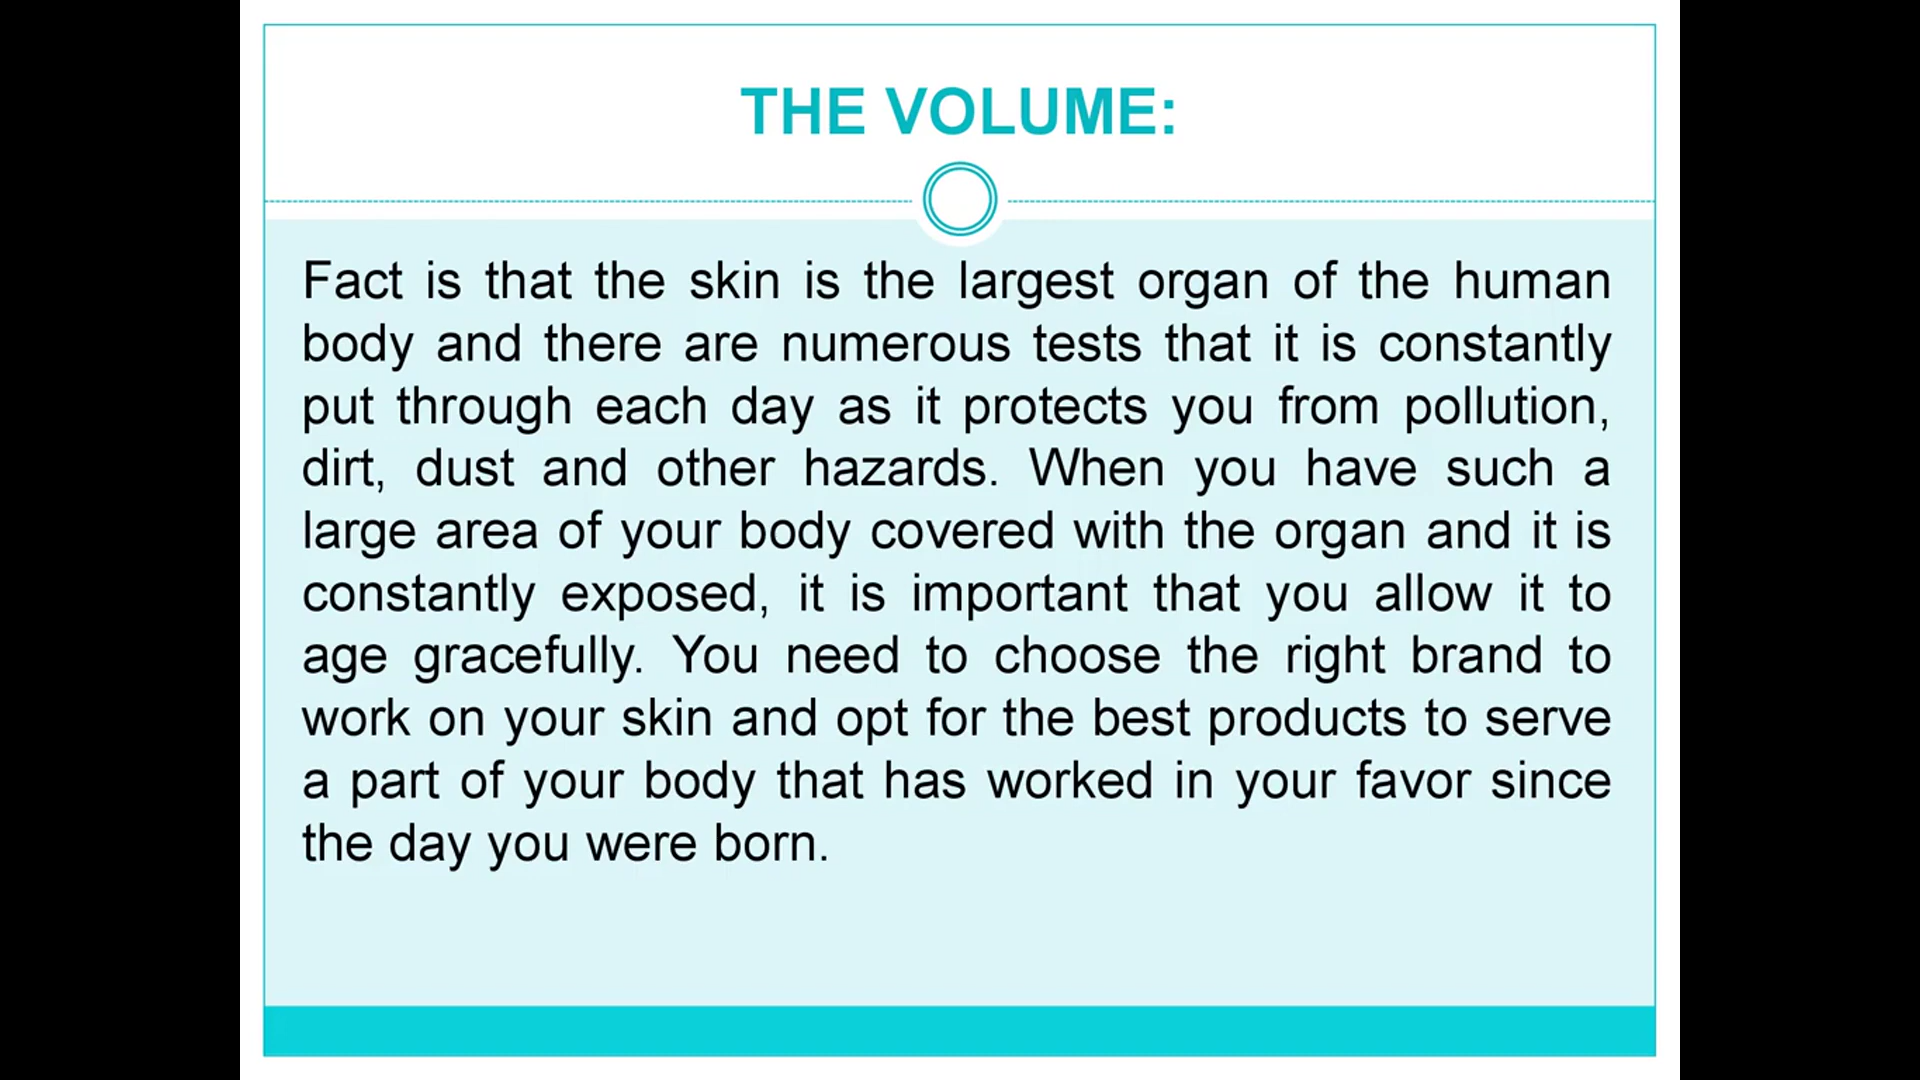 THE VOLUME:
Fact is that the skin is the largest organ of the human
body and there are numerous tests that it is constantly
put through each day as it protects you from pollution,
dirt, dust and other hazards. When you have such a
large area of your body covered with the organ and it is
constantly exposed, it is important that you allow it to
age gracefully. You need to choose the right brand to
work on your skin and opt for the best products to serve
a part of your body that has worked in your favor since
the day you were born.